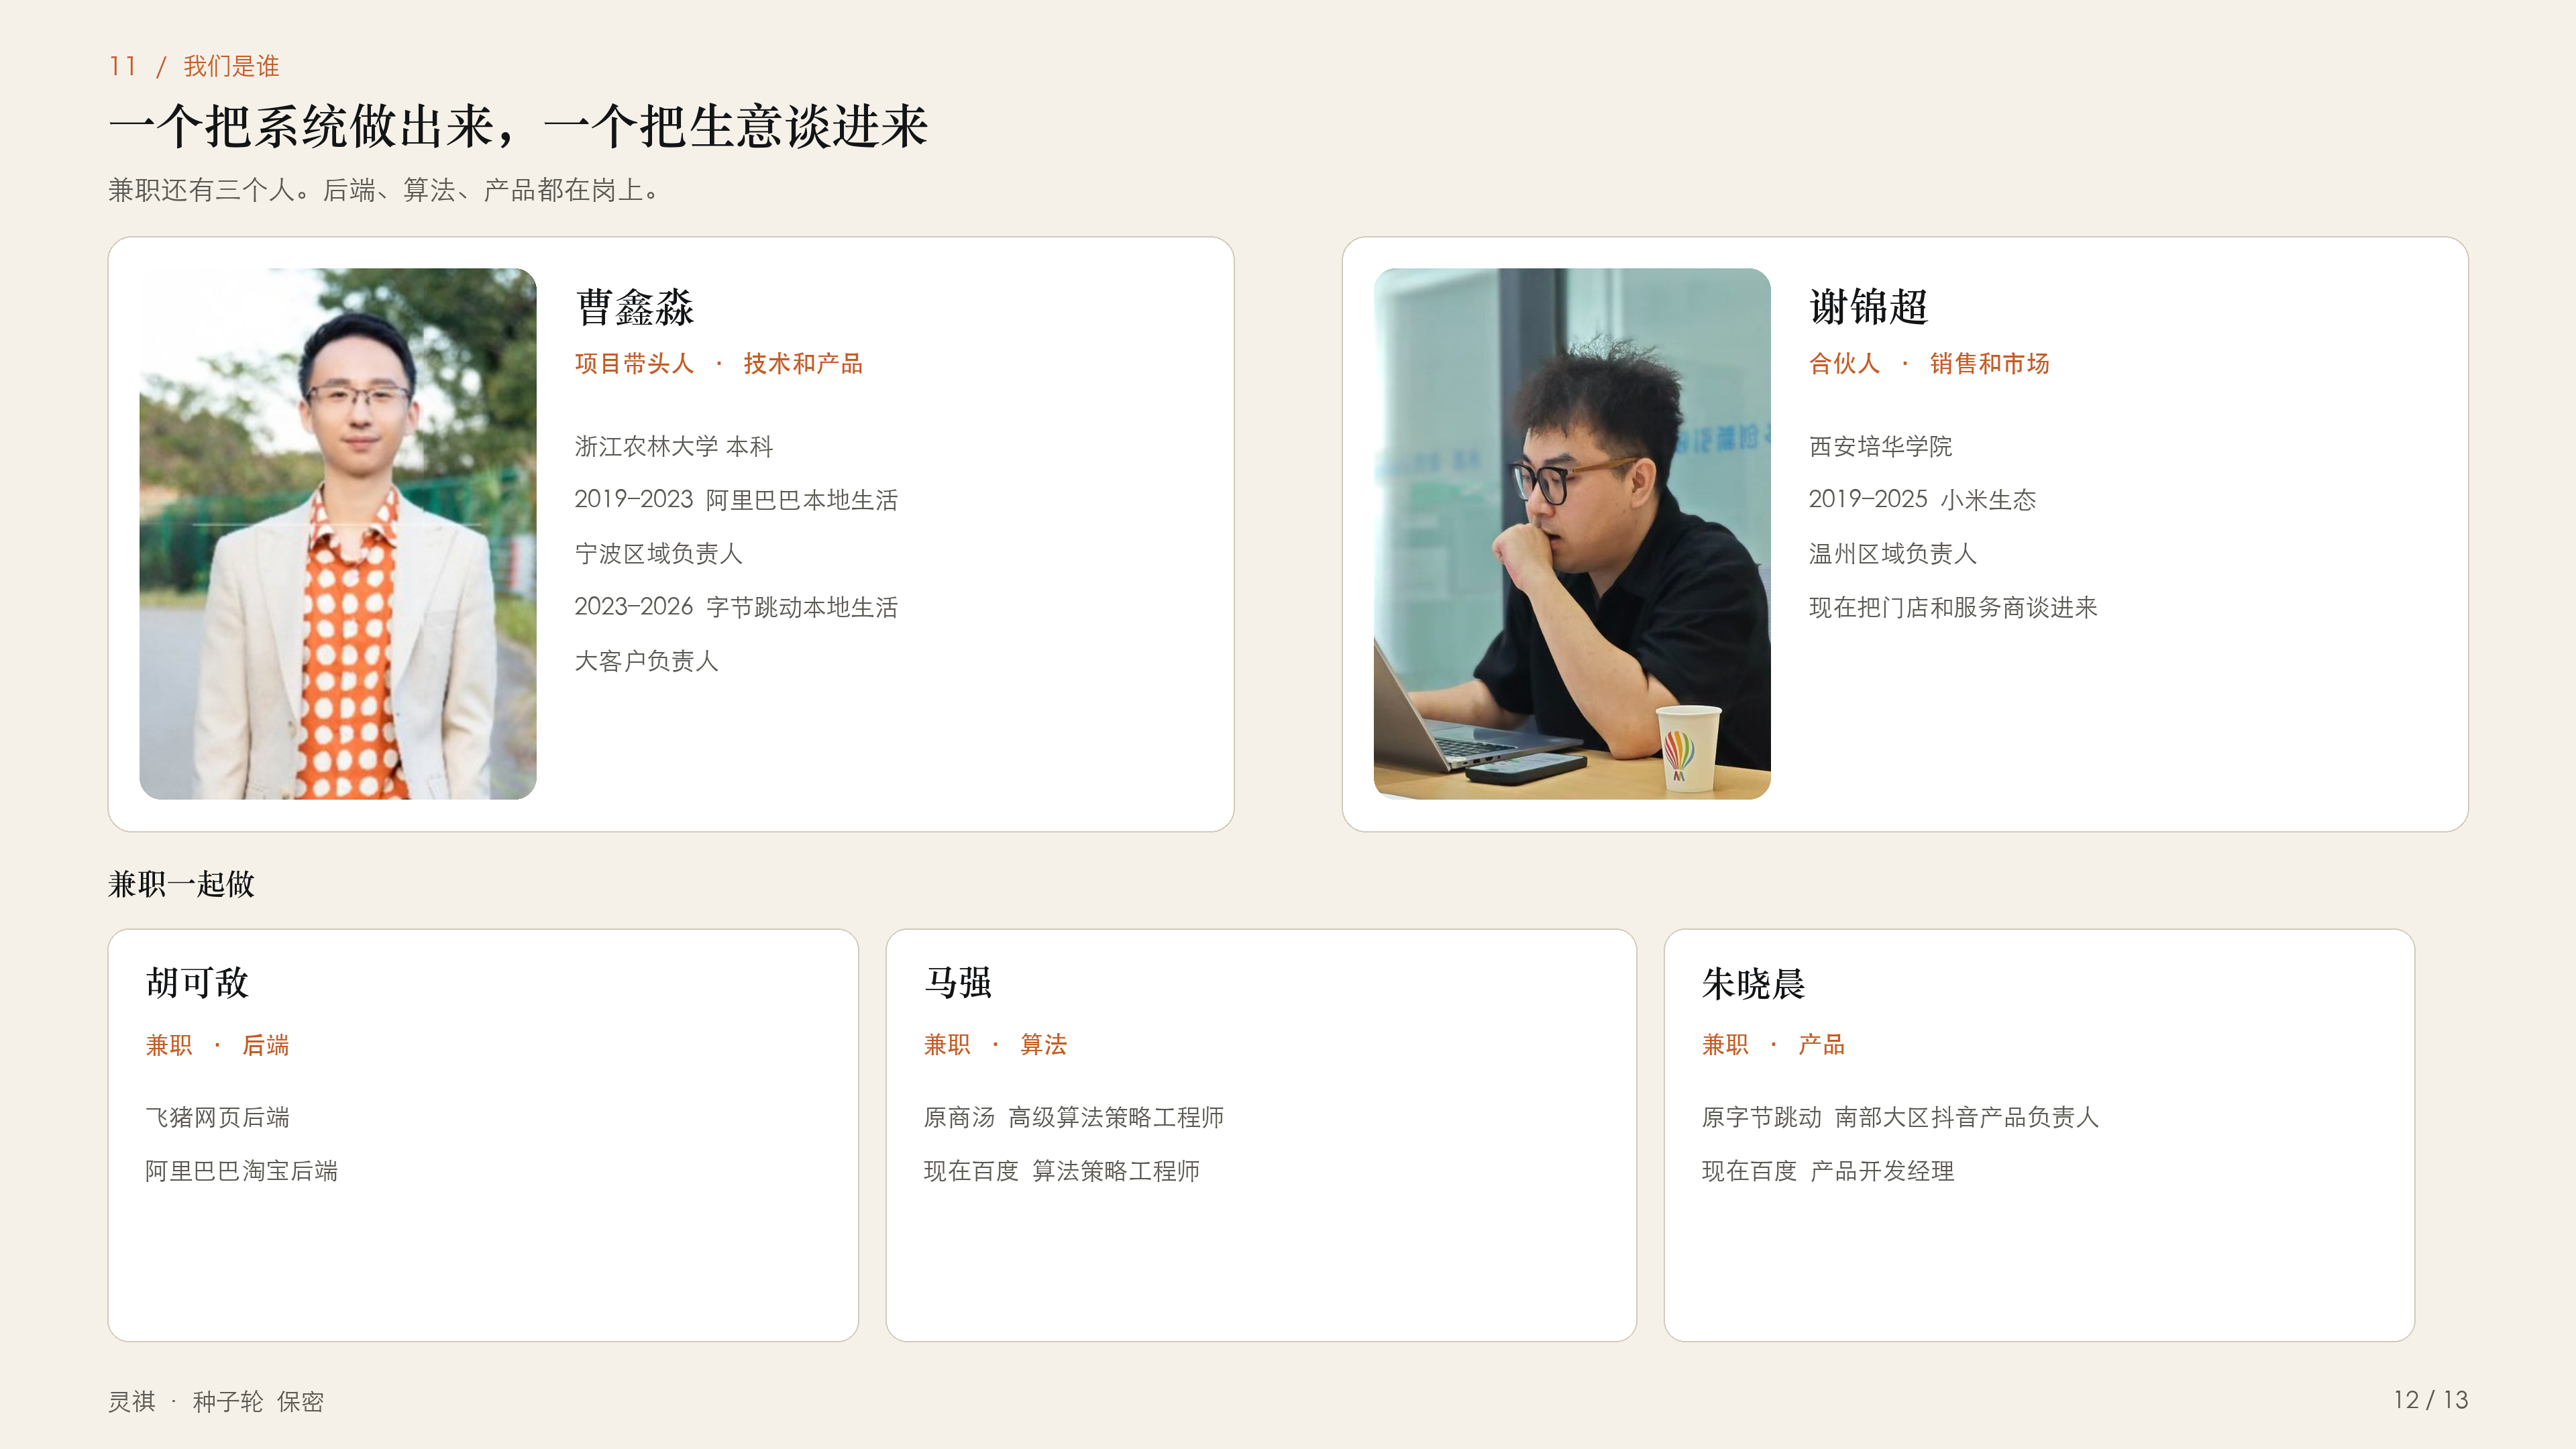 11 / 我们是谁
一个把系统做出来，一个把生意谈进来
兼职还有三个人。后端、算法、产品都在岗上。
曹鑫淼
项目带头人 · 技术和产品
浙江农林大学 本科
2019–2023 阿里巴巴本地生活
宁波区域负责人
2023–2026 字节跳动本地生活
大客户负责人
谢锦超
合伙人 · 销售和市场
西安培华学院
2019–2025 小米生态
温州区域负责人
现在把门店和服务商谈进来
兼职一起做
胡可敌
兼职 · 后端
飞猪网页后端
阿里巴巴淘宝后端
马强
兼职 · 算法
原商汤 高级算法策略工程师
现在百度 算法策略工程师
朱晓晨
兼职 · 产品
原字节跳动 南部大区抖音产品负责人
现在百度 产品开发经理
灵祺 · 种子轮 保密
12 / 13